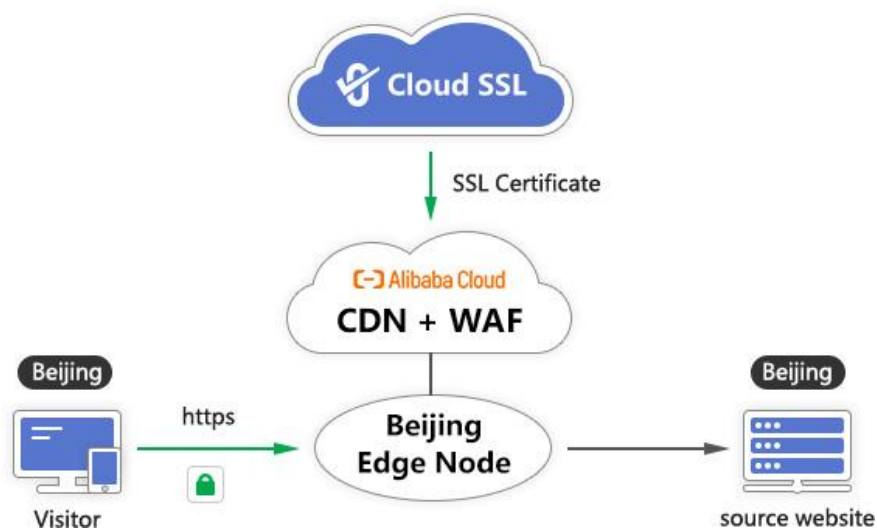 Cloud SSL
SSL Certificate
Alibaba Cloud
CDN + WAF
Beijing
Beijing
https
Beijing
Edge Node
Visitor
source website